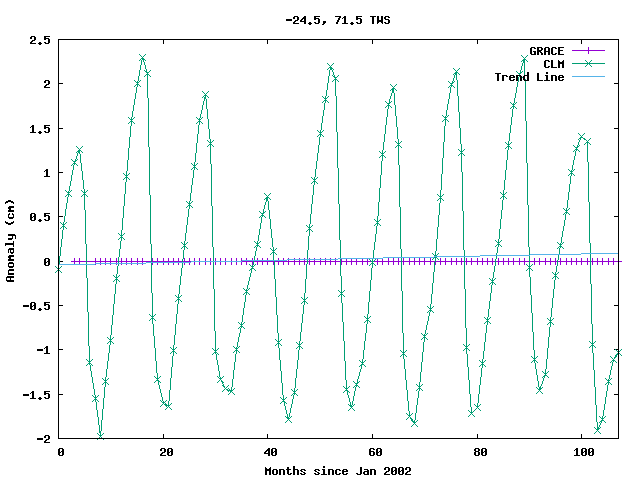 -24.5, 71.5 TWS
GRACE
CLM
Trend Line
2.5
2
1.5
1
0.5
0
-0.5
-1
-1.5
-2
Anomaly (cm)
0 20 40 60 80 100
Months since Jan 2002